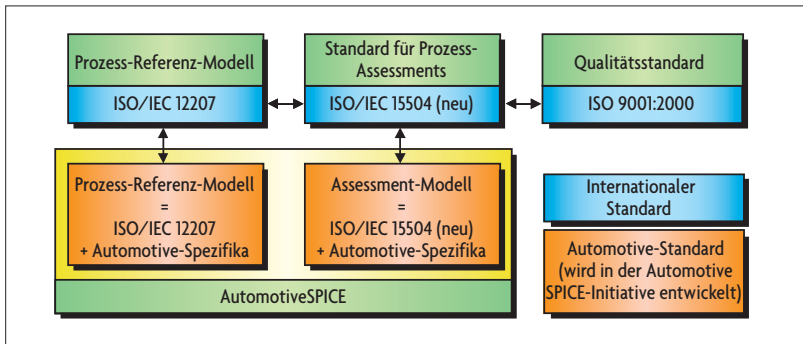 Prozess-Referenz-Modell
ISO/IEC 12207
Standard für Prozess-
Assessments
ISO/IEC 15504 (neu)
Qualitätsstandard
ISO 9001:2000
Prozess-Referenz-Modell
=
ISO/IEC 12207
+ Automotive-Spezifika
Assessment-Modell
=
ISO/IEC 15504 (neu)
+ Automotive-Spezifika
AutomotiveSPICE
Internationaler
Standard
Automotive-Standard
(wird in der Automotive
SPICE-Initiative entwickelt)